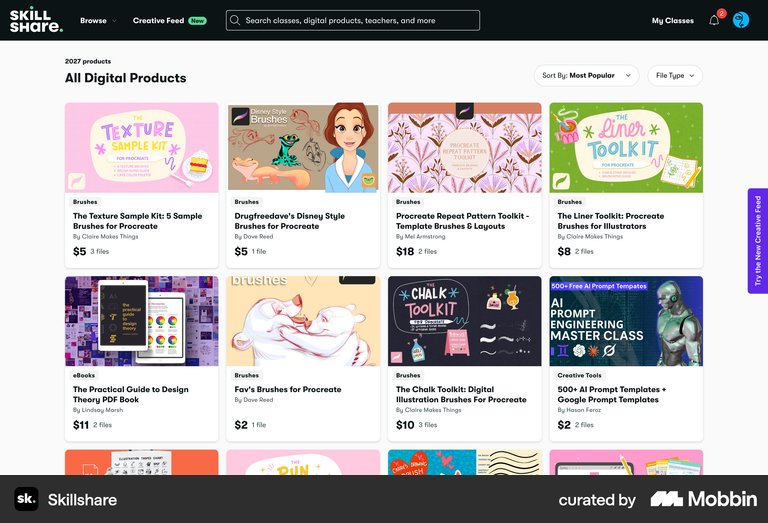 SKILL
SHARE.
Browse
Creative Feed
New
Search classes, digital products, teachers, and more
My Classes
2
2027 products
All Digital Products
Sort By: Most Popular
File Type
THE
TEXTURE
SAMPLE KIT
FOR PROCREATE
Brushes
The Texture Sample Kit: 5 Sample
Brushes for Procreate
By Claire Makes Things
$5 3 files
Disney Style
Brushes
Brushes
Drugfreedave's Disney Style
Brushes for Procreate
By Dave Reed
$5 1 file
PROCREATE
REPEAT PATTERN
TOOLKIT
Brushes
Procreate Repeat Pattern Toolkit -
Template Brushes & Layouts
By Mel Armstrong
$18 2 files
THE
Liner
TOOLKIT
FOR PROCREATE
Brushes
The Liner Toolkit: Procreate
Brushes for Illustrators
By Claire Makes Things
$8 2 files
Try the New Creative Feed
the
practical
guide
to
design
theory
eBooks
The Practical Guide to Design
Theory PDF Book
By Lindsay Marsh
$11 2 files
brushes
Brushes
Fav's Brushes for Procreate
By Dave Reed
$2 1 file
THE
CHALK
TOOLKIT
FOR PROCREATE
Brushes
The Chalk Toolkit: Digital
Illustration Brushes For Procreate
By Claire Makes Things
$10 3 files
500+ Free AI Prompt Tempates
AI
PROMPT
ENGINEERING
MASTER CLASS
Creative Tools
500+ AI Prompt Templates +
Google Prompt Templates
By Hasan Feraz
$2 2 files
THE
sk.
Skillshare
curated by
Mobbin